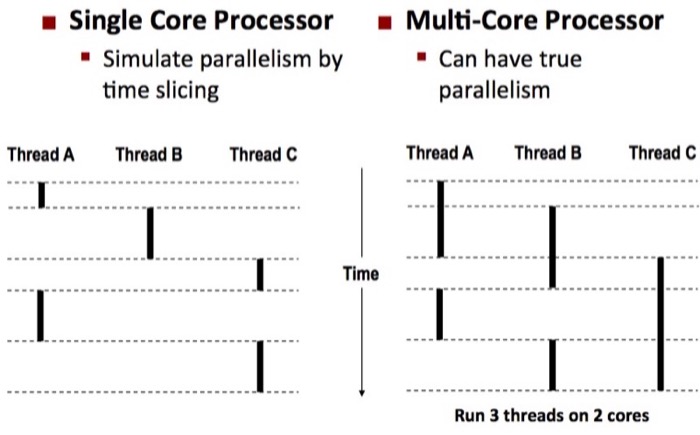 Single Core Processor
Simulate parallelism by
time slicing
Multi-Core Processor
Can have true
parallelism
Thread A Thread B Thread C
Time
Thread A Thread B Thread C
Run 3 threads on 2 cores